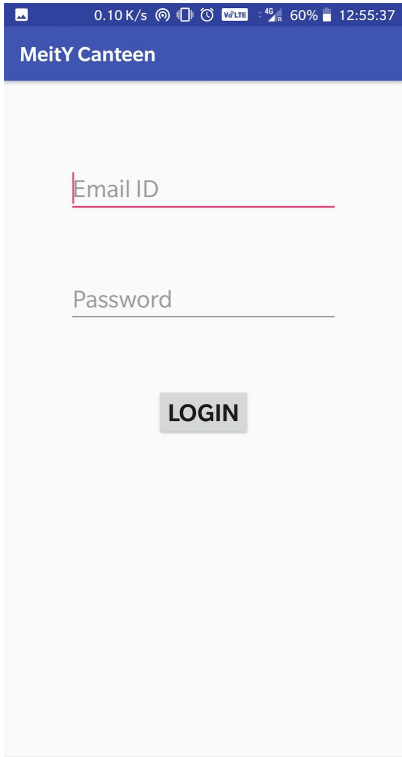 0.10 K/s VoLTE 4G R 60% 12:55:37
MeitY Canteen
Email ID
Password
LOGIN